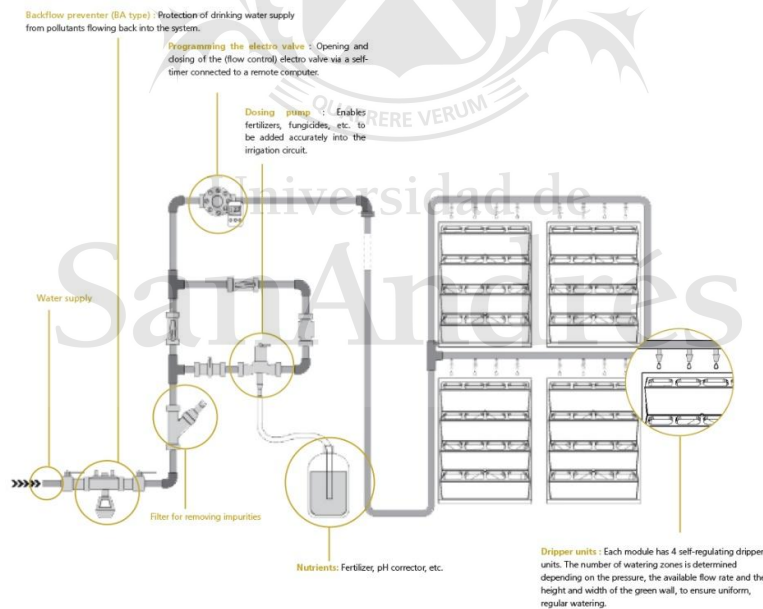 Backflow preventer (BA type) : Protection of drinking water supply
from pollutants flowing back into the system.
Programming the electro valve : Opening and
closing of the (flow control) electro valve via a self-
timer connected to a remote computer.
Dosing pump : Enables
fertilizers, fungicides, etc. to
be added accurately into the
irrigation circuit.
QUAERERE VERUM
Universidad de
SanAndrés
Water supply
Filter for removing impurities
Nutrients: Fertilizer, pH corrector, etc.
Dripper units : Each module has 4 self-regulating dripper
units. The number of watering zones is determined
depending on the pressure, the available flow rate and the
height and width of the green wall, to ensure uniform,
regular watering.